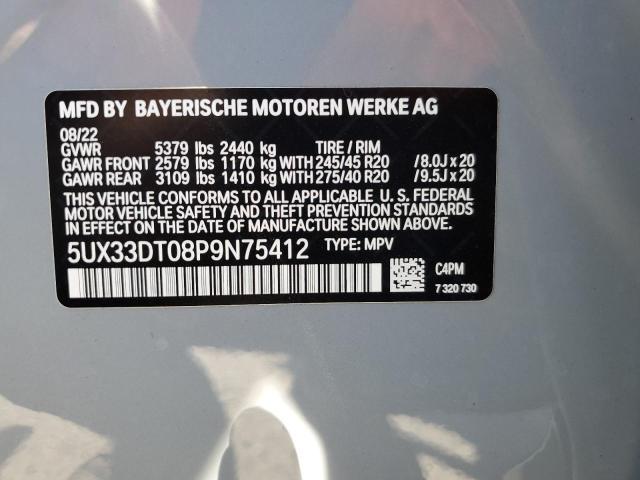 MFD BY BAYERISCHE MOTOREN WERKE AG
08/22
GVWR 5379 lbs 2440 kg TIRE / RIM
GAWR FRONT 2579 lbs 1170 kg WITH 245/45 R20 /8.0J x 20
GAWR REAR 3109 lbs 1410 kg WITH 275/40 R20 /9.5J x 20
THIS VEHICLE CONFORMS TO ALL APPLICABLE U. S. FEDERAL
MOTOR VEHICLE SAFETY AND THEFT PREVENTION STANDARDS
IN EFFECT ON THE DATE OF MANUFACTURE SHOWN ABOVE.
5UX33DT08P9N75412 TYPE: MPV
C4PM
7 320 730